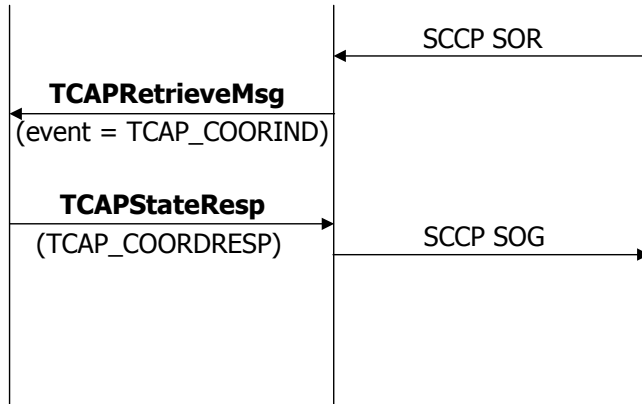 SCCP SOR
TCAPRetrieveMsg
(event = TCAP_COORIND)
TCAPStateResp
(TCAP_COORDRESP)
SCCP SOG